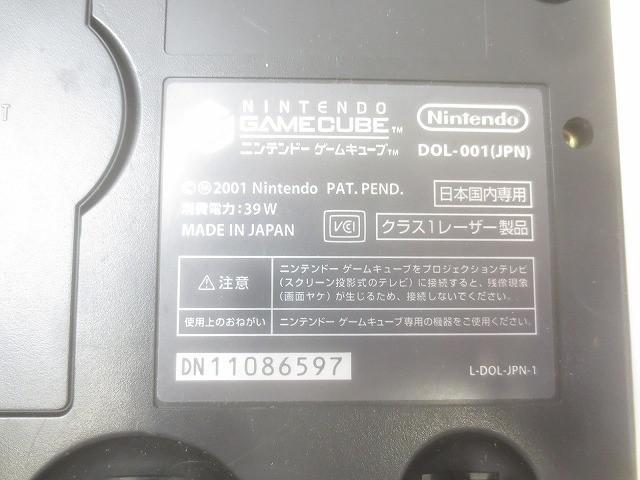 NINTENDO
GAMECUBE™
ニンテンドー ゲームキューブ™
Nintendo
DOL-001(JPN)
©Ⓜ2001 Nintendo PAT. PEND.
消費電力:39W
MADE IN JAPAN
日本国内専用
VCI
クラス1レーザー製品
⚠注意
ニンテンドー ゲームキューブをプロジェクションテレビ
(スクリーン投影式のテレビ)に接続すると、残像現象
(画面ヤケ)が生じるため、接続しないでください。
使用上のおねがい
ニンテンドー ゲームキューブ専用の機器をご使用ください。
DN11086597
L-DOL-JPN-1
T